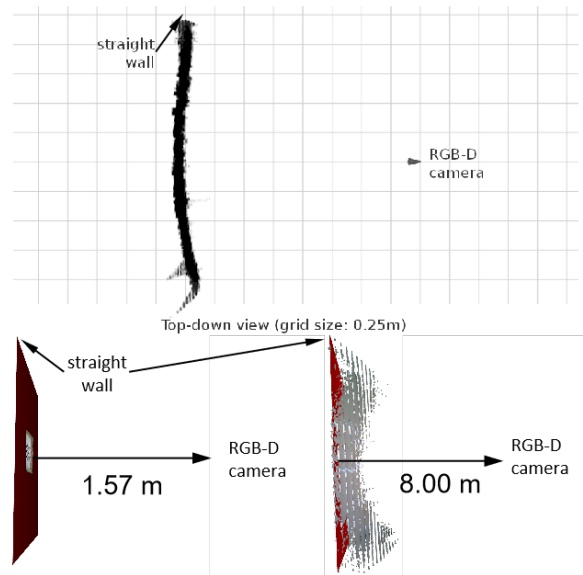 straight
wall
RGB-D
camera
Top-down view (grid size: 0.25m)
straight
wall
RGB-D
camera
1.57 m
RGB-D
camera
8.00 m